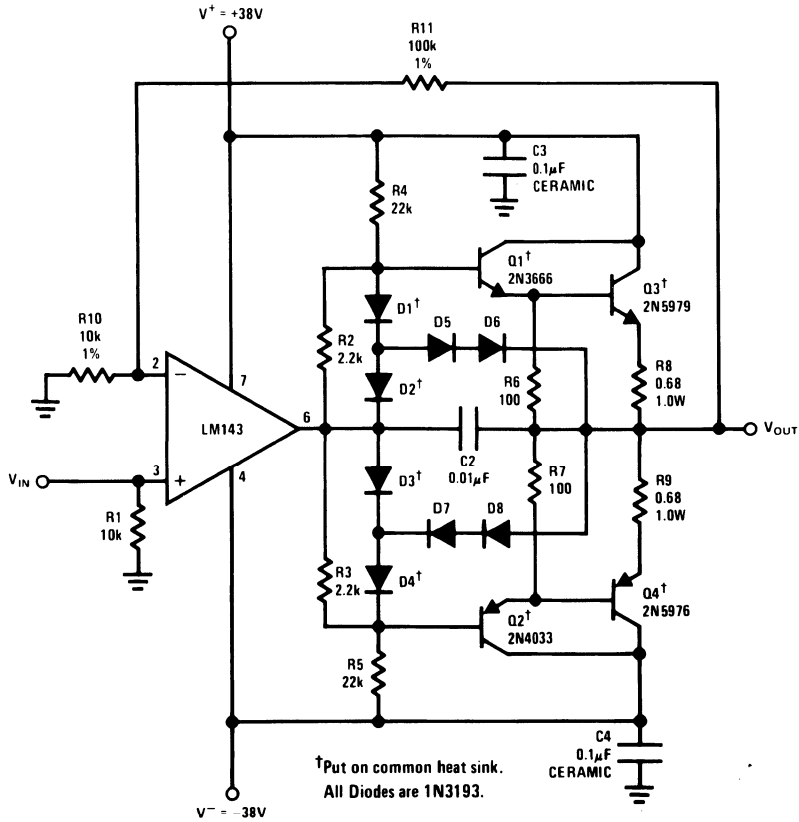 V+ = +38V
R11
100k
1%
C3
0.1μF
CERAMIC
R4
22k
Q1†
2N3666
Q3†
2N5979
D1†
D5 D6
R10
10k
1%
R2
2.2k
R6
100
R8
0.68
1.0W
2
7
D2†
6
LM143
VOUT
C2
0.01μF
3
4
VIN
D3†
R7
100
R9
0.68
1.0W
R1
10k
D7 D8
R3
2.2k
D4†
Q2†
2N4033
Q4†
2N5976
R5
22k
C4
0.1μF
CERAMIC
†Put on common heat sink.
All Diodes are 1N3193.
V− = −38V